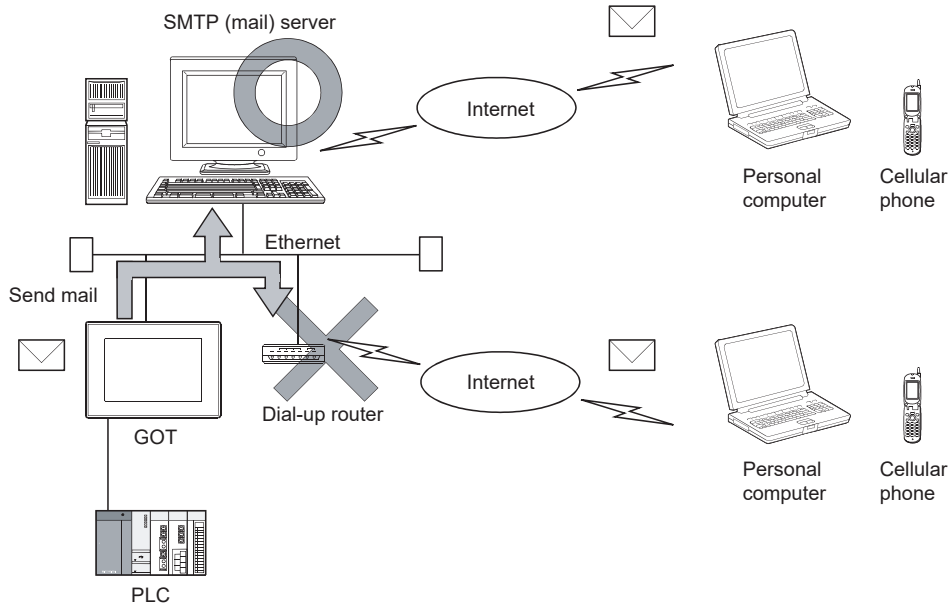 SMTP (mail) server
Internet
Personal
computer
Cellular
phone
Ethernet
Send mail
Internet
Dial-up router
GOT
Personal
computer
Cellular
phone
PLC